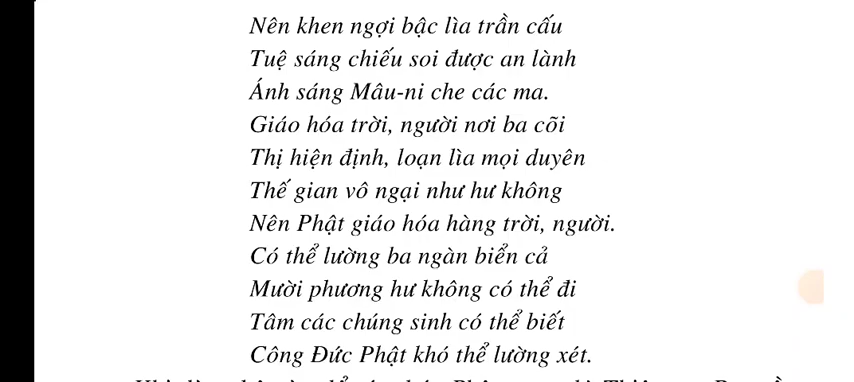 Nên khen ngợi bậc lìa trần cấu
Tuệ sáng chiếu soi được an lành
Ánh sáng Mâu-ni che các ma.
Giáo hóa trời, người nơi ba cõi
Thị hiện định, loạn lìa mọi duyên
Thế gian vô ngại như hư không
Nên Phật giáo hóa hàng trời, người.
Có thể lường ba ngàn biển cả
Mười phương hư không có thể đi
Tâm các chúng sinh có thể biết
Công Đức Phật khó thể lường xét.